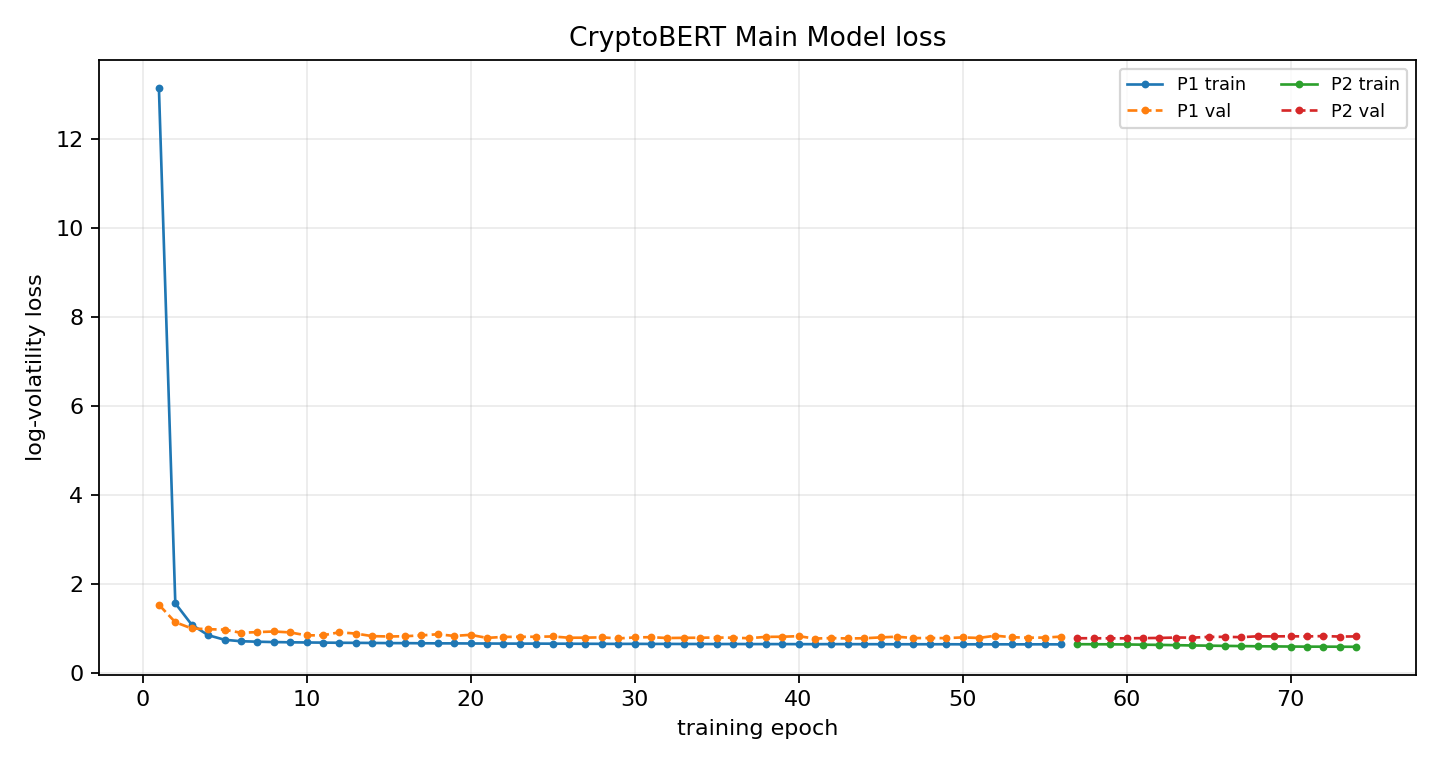 CryptoBERT Main Model loss
P1 train
P1 val
P2 train
P2 val
log-volatility loss
12
10
8
6
4
2
0
0 10 20 30 40 50 60 70
training epoch